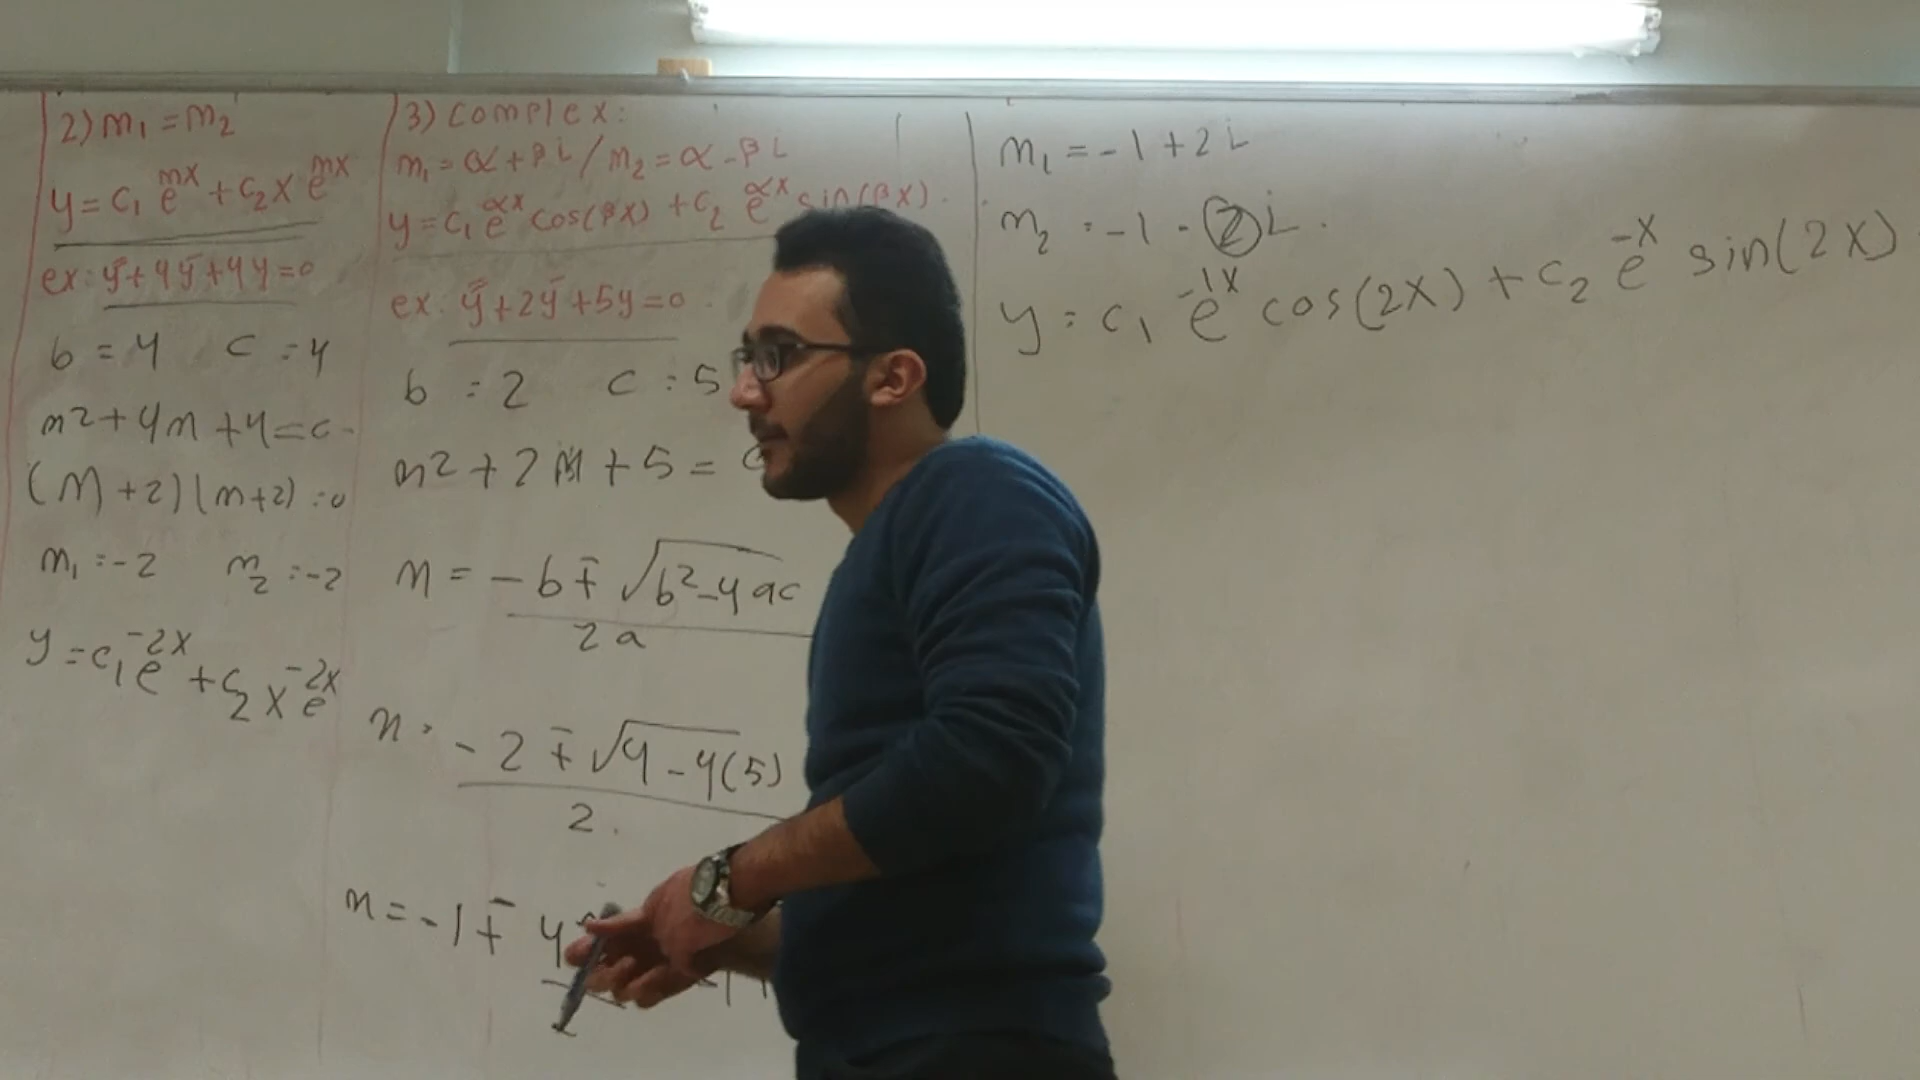 2) m₁ = m₂
y = c₁ e^mx + c₂ x e^mx
ex: y̿ + 4y̅ + 4y = 0
b = 4 c = 4
m² + 4m + 4 = 0
(m + 2)(m + 2) = 0
m₁ = -2 m₂ = -2
y = c₁ e^-2x + c₂ x e^-2x
3) complex:
m₁ = α + βi / m₂ = α - βi
y = c₁ e^αx cos(βx) + c₂ e^αx sin(βx).
ex: y̿ + 2y̅ + 5y = 0.
b = 2 c = 5
m² + 2m + 5 =
m = (-b ∓ √(b² - 4ac)) / 2a
m = (-2 ∓ √(4 - 4(5))) / 2.
m = -1 ∓ 4
m₁ = -1 + 2i
m₂ = -1 - 2i.
y = c₁ e^-1x cos(2x) + c₂ e^-x sin(2x)